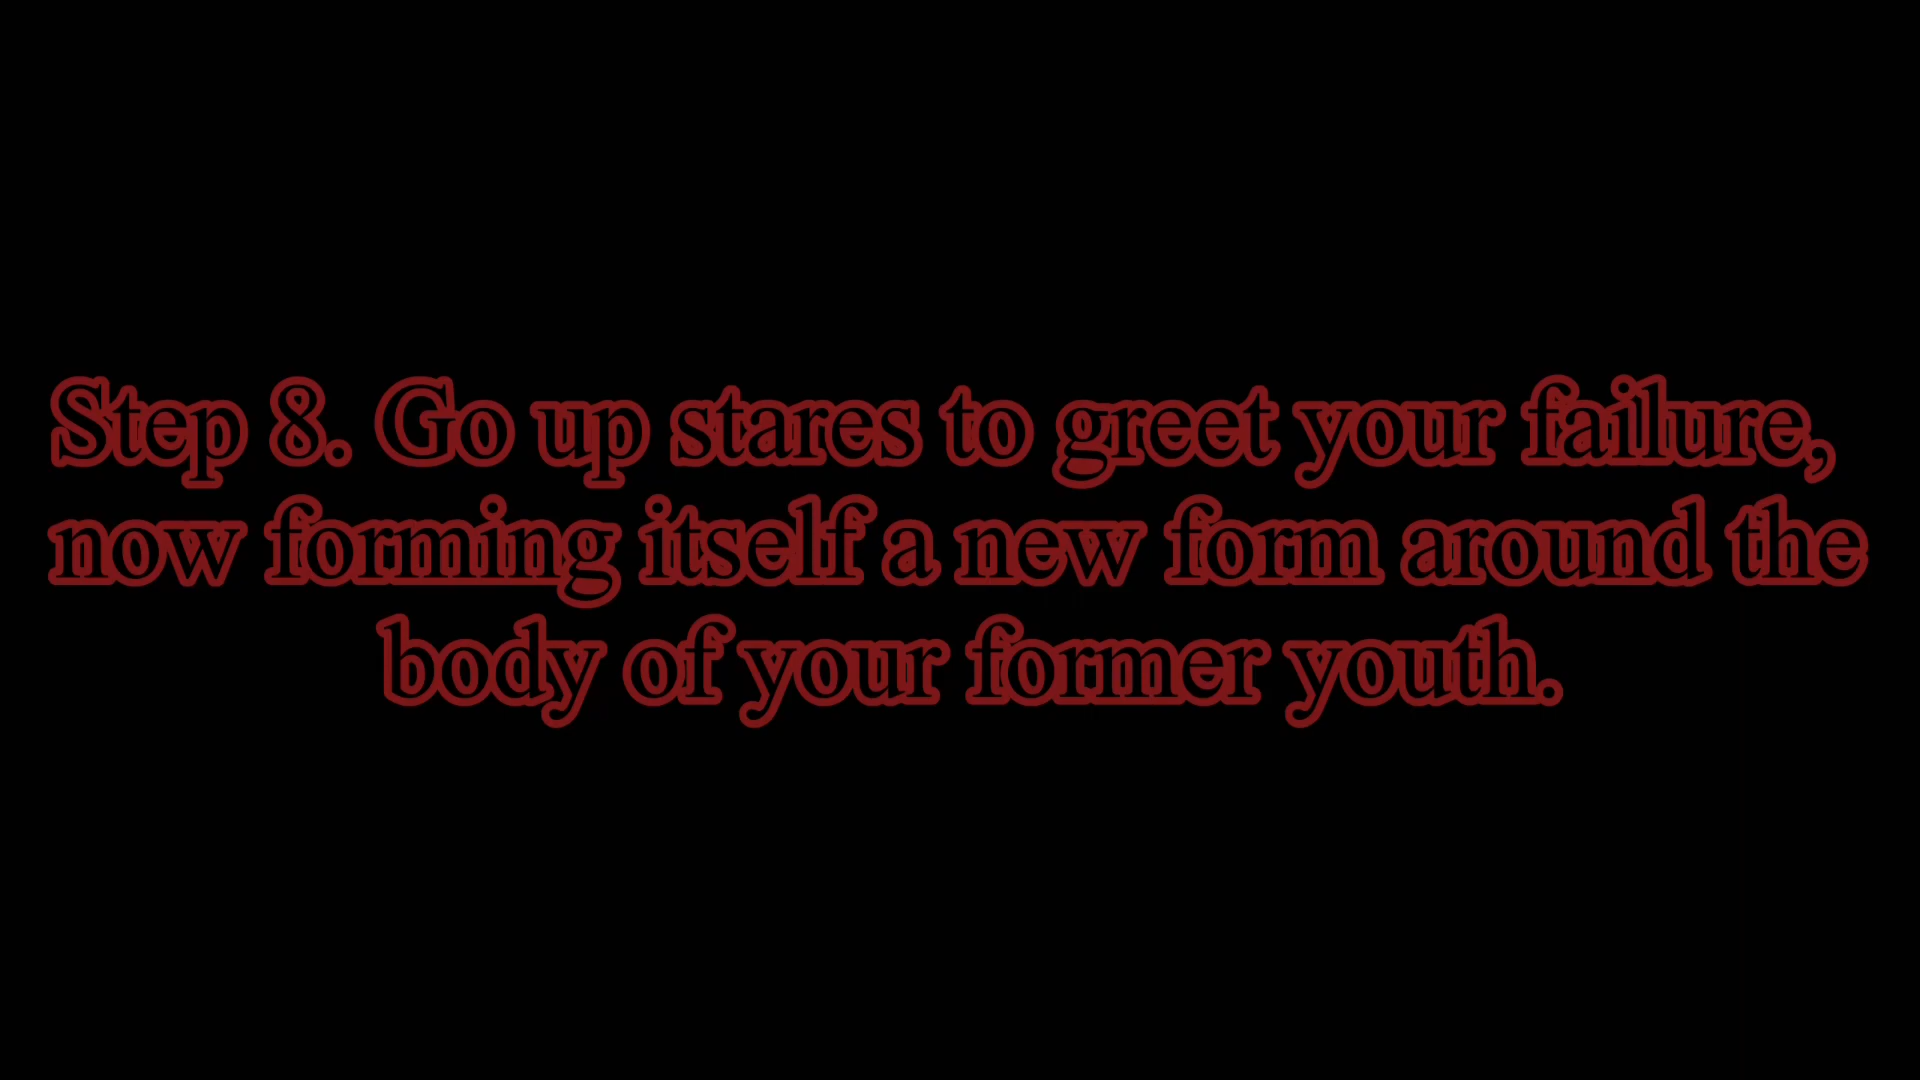 Step 8. Go up stares to greet your failure,
now forming itself a new form around the
body of your former youth.